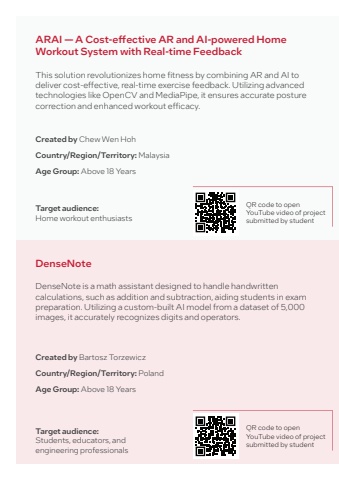 ARAI — A Cost-effective AR and AI-powered Home
Workout System with Real-time Feedback
This solution revolutionizes home fitness by combining AR and AI to
deliver cost-effective, real-time exercise feedback. Utilizing advanced
technologies like OpenCV and MediaPipe, it ensures accurate posture
correction and enhanced workout efficacy.
Created by Chew Wen Hoh
Country/Region/Territory: Malaysia
Age Group: Above 18 Years
Target audience:
Home workout enthusiasts
QR code to open
YouTube video of project
submitted by student
DenseNote
DenseNote is a math assistant designed to handle handwritten
calculations, such as addition and subtraction, aiding students in exam
preparation. Utilizing a custom-built AI model from a dataset of 5,000
images, it accurately recognizes digits and operators.
Created by Bartosz Torzewicz
Country/Region/Territory: Poland
Age Group: Above 18 Years
Target audience:
Students, educators, and
engineering professionals
QR code to open
YouTube video of project
submitted by student